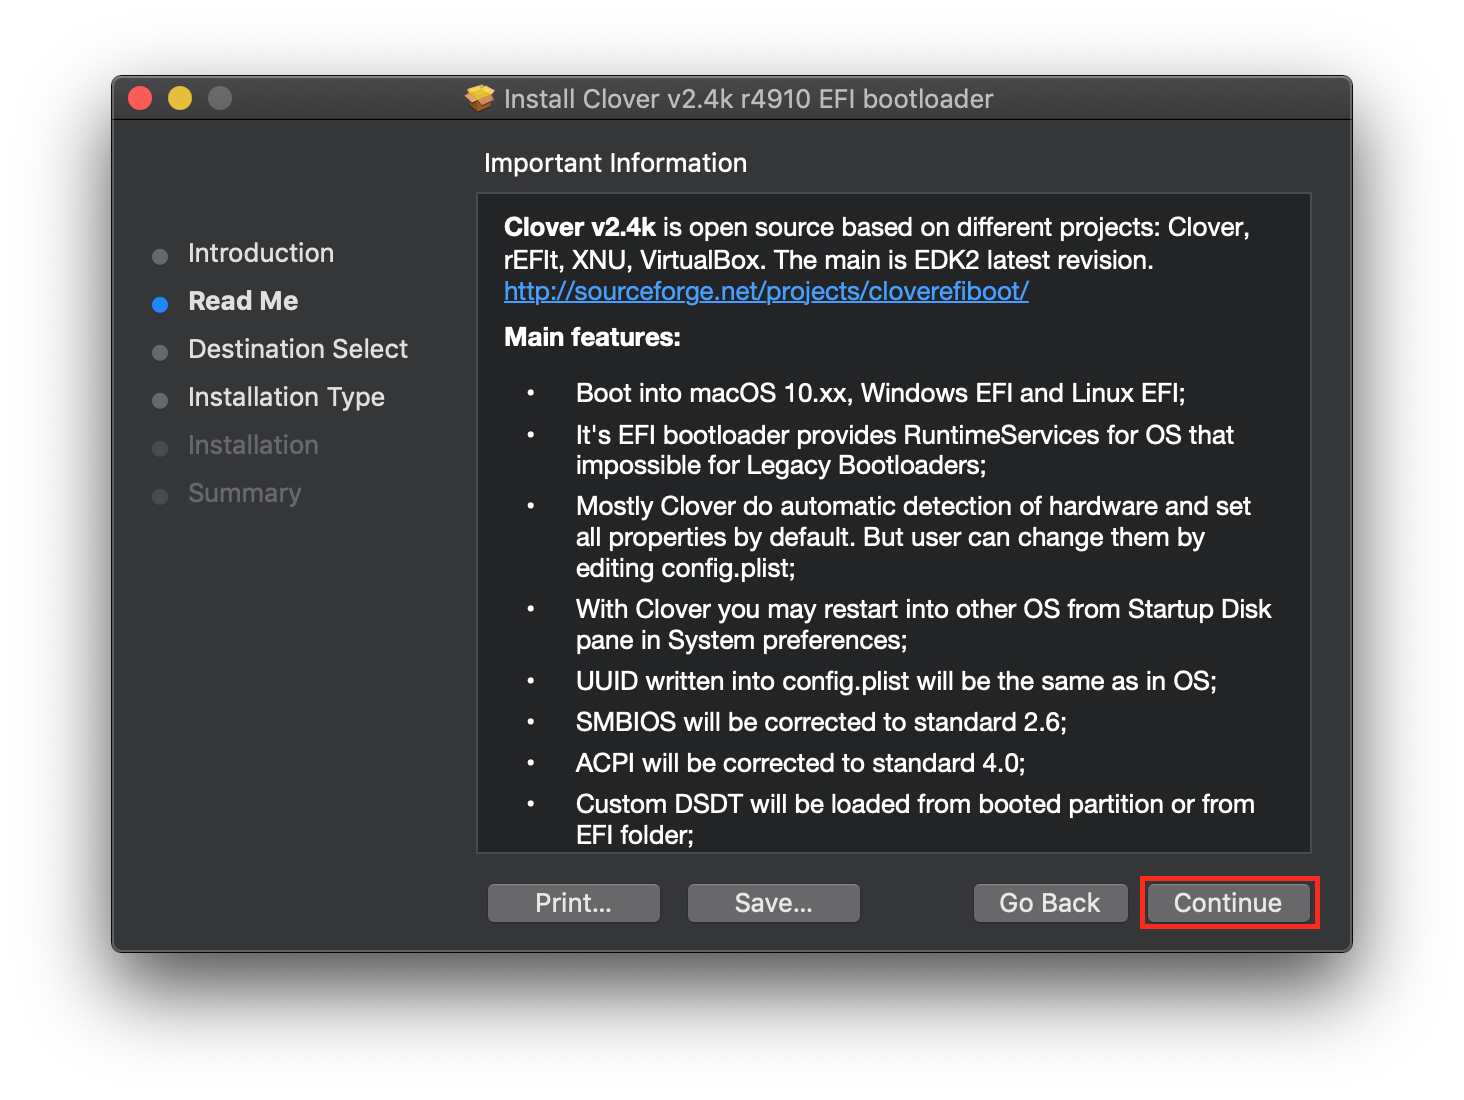 Install Clover v2.4k r4910 EFI bootloader
Important Information
Introduction
Read Me
Destination Select
Installation Type
Installation
Summary
Clover v2.4k is open source based on different projects: Clover,
rEFIt, XNU, VirtualBox. The main is EDK2 latest revision.
http://sourceforge.net/projects/cloverefiboot/
Main features:
• Boot into macOS 10.xx, Windows EFI and Linux EFI;
• It's EFI bootloader provides RuntimeServices for OS that
impossible for Legacy Bootloaders;
• Mostly Clover do automatic detection of hardware and set
all properties by default. But user can change them by
editing config.plist;
• With Clover you may restart into other OS from Startup Disk
pane in System preferences;
• UUID written into config.plist will be the same as in OS;
• SMBIOS will be corrected to standard 2.6;
• ACPI will be corrected to standard 4.0;
• Custom DSDT will be loaded from booted partition or from
EFI folder;
Print... Save... Go Back Continue